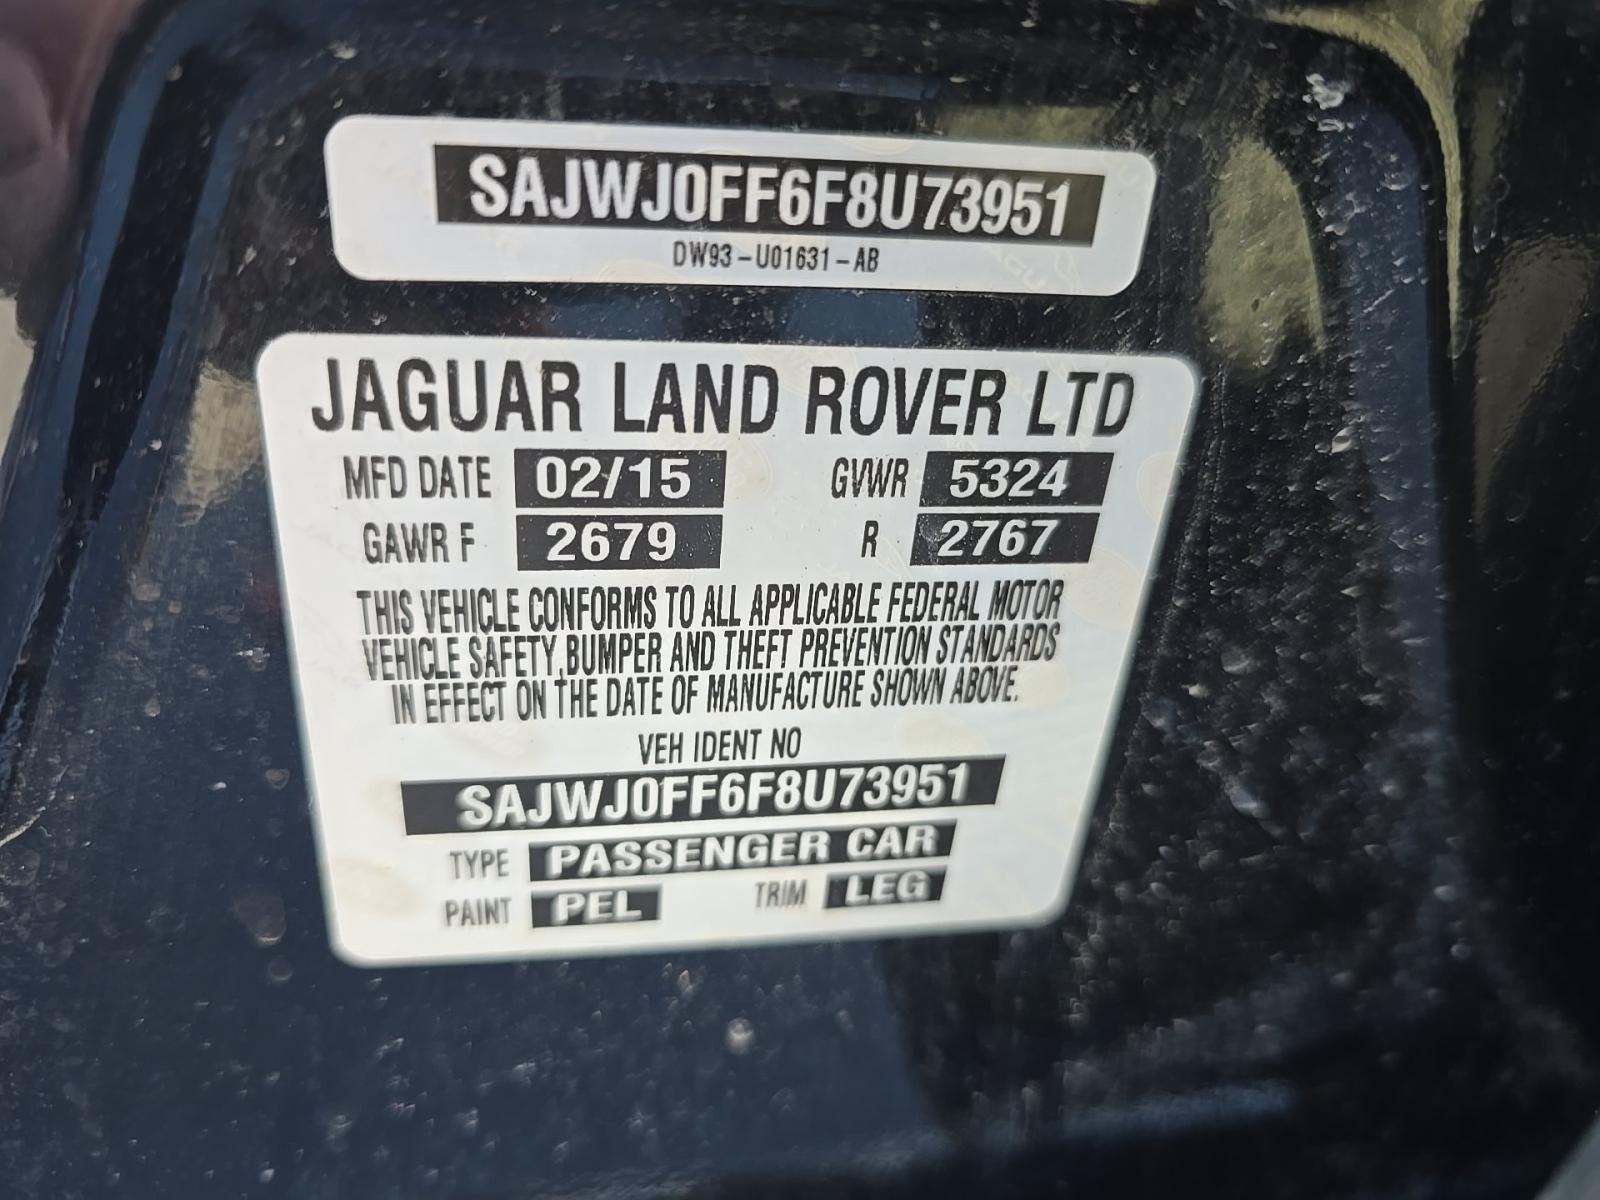 SAJWJ0FF6F8U73951
DW93-U01631-AB
JAGUAR LAND ROVER LTD
MFD DATE 02/15 GVWR 5324
GAWR F 2679 R 2767
THIS VEHICLE CONFORMS TO ALL APPLICABLE FEDERAL MOTOR
VEHICLE SAFETY,BUMPER AND THEFT PREVENTION STANDARDS
IN EFFECT ON THE DATE OF MANUFACTURE SHOWN ABOVE.
VEH IDENT NO
SAJWJ0FF6F8U73951
TYPE PASSENGER CAR
PAINT PEL TRIM LEG